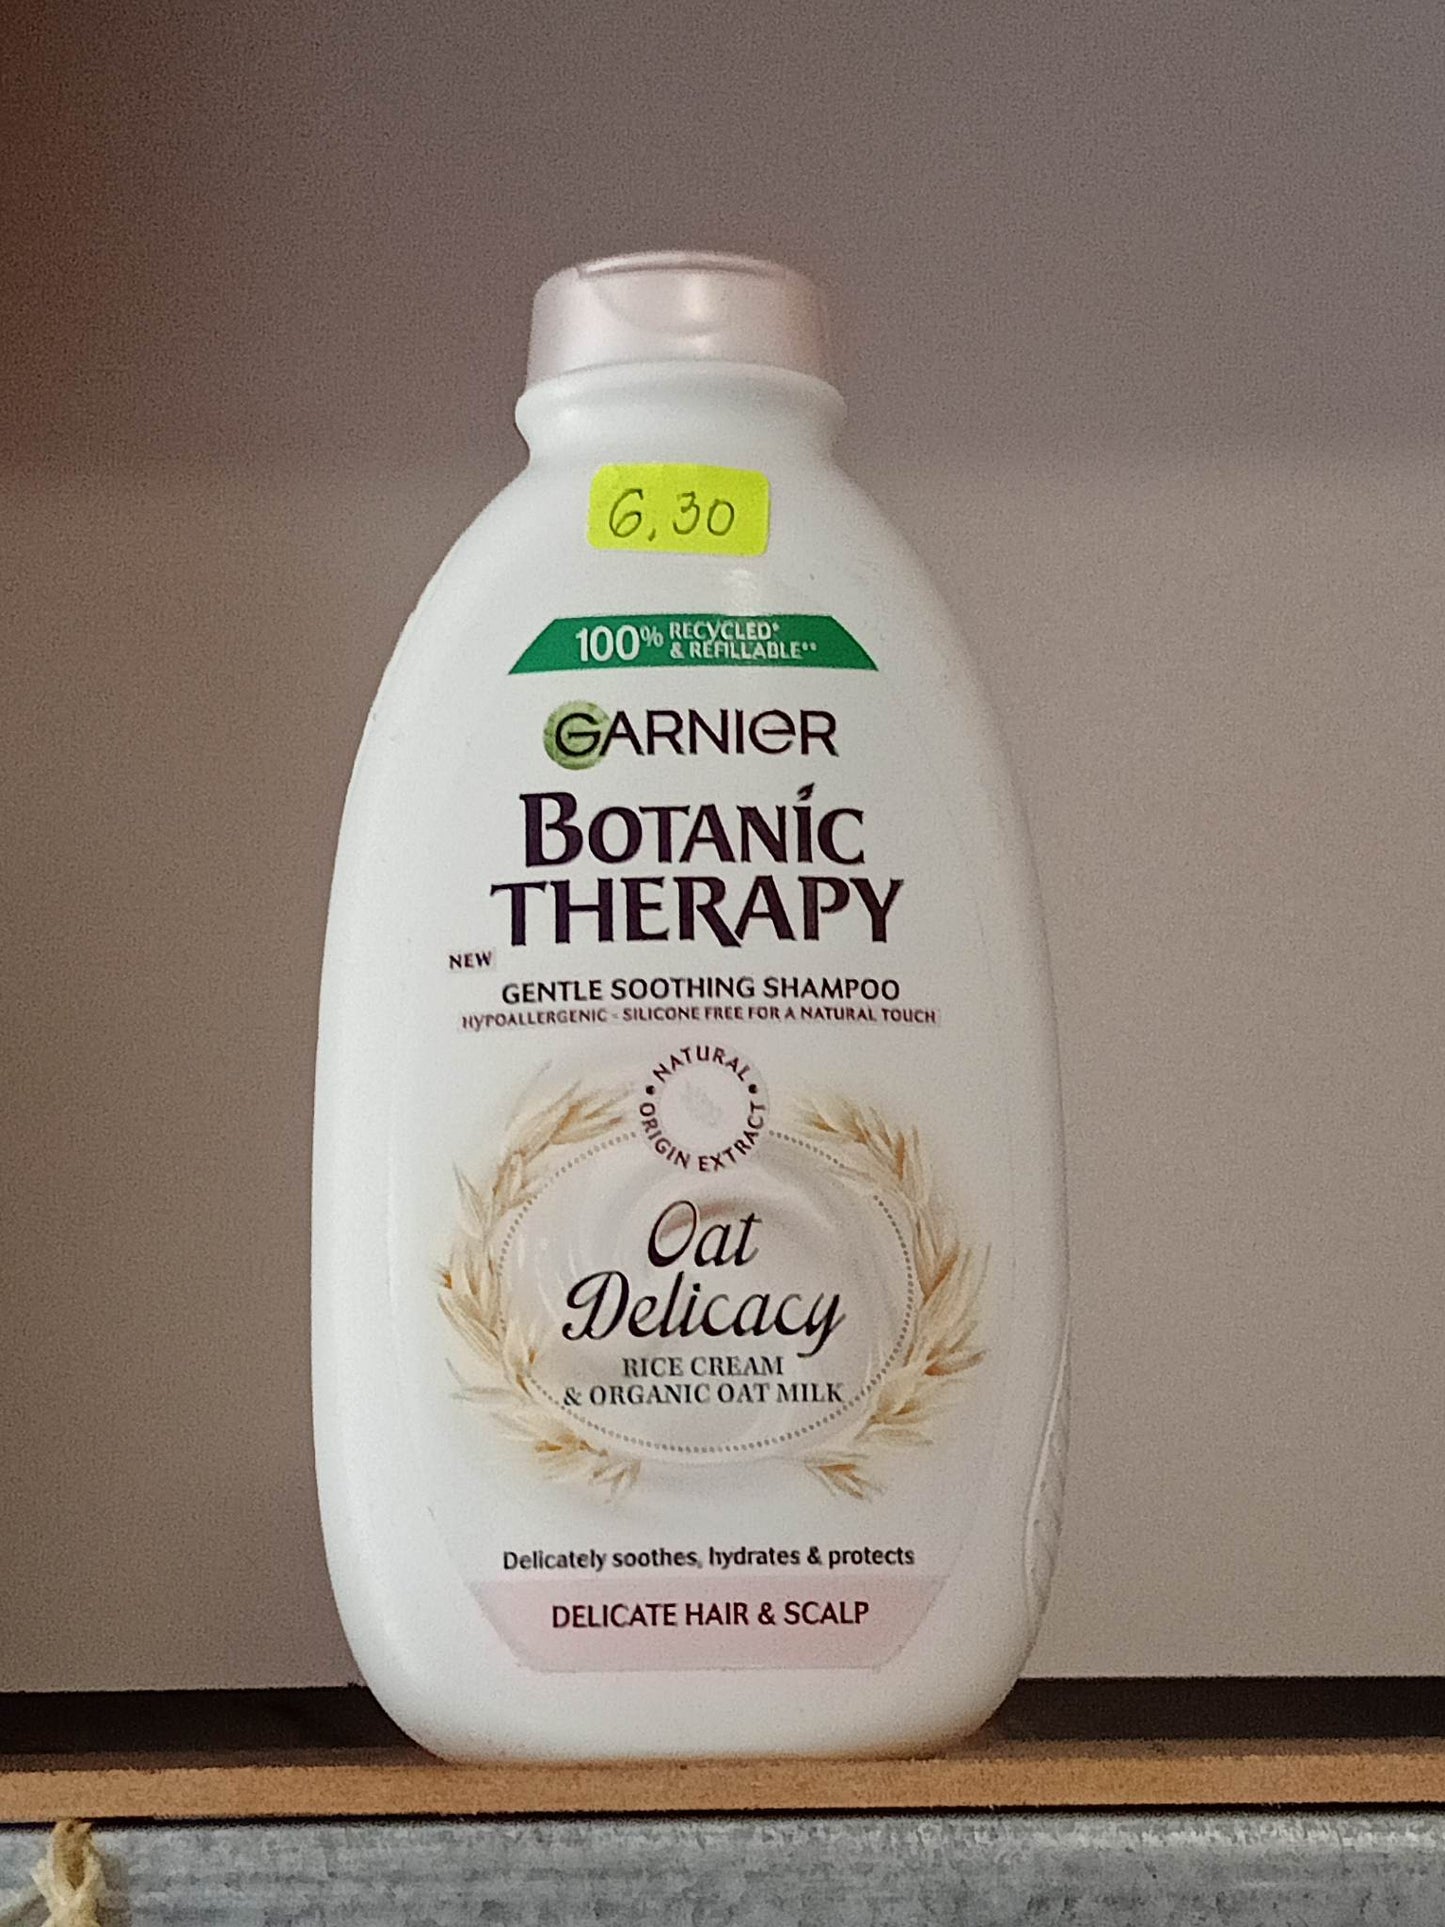 6,30
100% RECYCLED*
& REFILLABLE**
GARNIER
BOTANIC
THERAPY
NEW
GENTLE SOOTHING SHAMPOO
HYPOALLERGENIC - SILICONE FREE FOR A NATURAL TOUCH
• NATURAL •
ORIGIN EXTRACT
Oat
Delicacy
RICE CREAM
& ORGANIC OAT MILK
Delicately soothes, hydrates & protects
DELICATE HAIR & SCALP